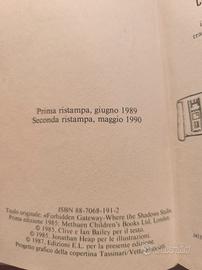 Prima ristampa, giugno 1989
Seconda ristampa, maggio 1990
ISBN 88-7068-191-2
Titolo originale: «Forbidden Gateway-Where the Shadows
Prima edizione 1985: Methuen Children's Books Ltd, London
© 1985, Clive e Ian Bailey per il testo.
© 1985, Jonathan Heap per le illustrazioni.
© 1987, Edizioni E.L. per la presente edizione
Progetto grafico della copertina Tassinari/Vetta
subito